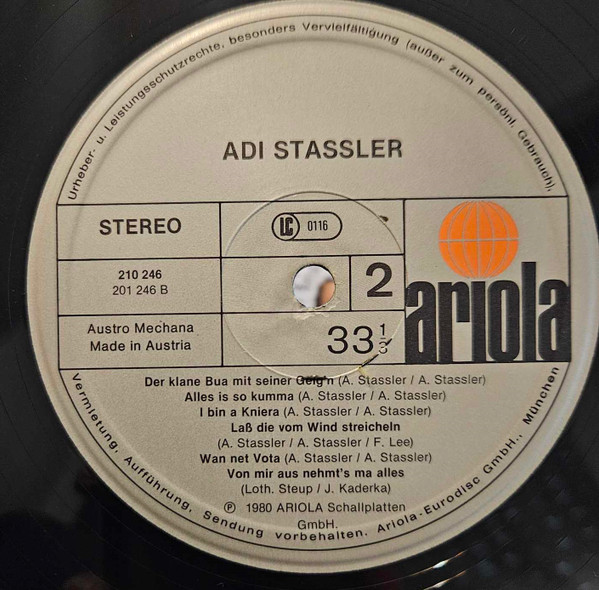 Urheber- u. Leistungsschutzrechte, besonders Vervielfältigung (außer zum persönl. Gebrauch),
ADI STASSLER
STEREO
LC 0116
210 246
201 246 B
2
ariola
Austro Mechana
Made in Austria
33 1/3
Der klane Bua mit seiner Geig'n (A. Stassler / A. Stassler)
Alles is so kumma (A. Stassler / A. Stassler)
I bin a Kniera (A. Stassler / A. Stassler)
Laß die vom Wind streicheln
(A. Stassler / A. Stassler / F. Lee)
Wan net Vota (A. Stassler / A. Stassler)
Von mir aus nehmt's ma alles
(Loth. Steup / J. Kaderka)
Ⓟ 1980 ARIOLA Schallplatten
GmbH.
Vermietung, Aufführung, Sendung vorbehalten. Ariola-Eurodisc GmbH., München